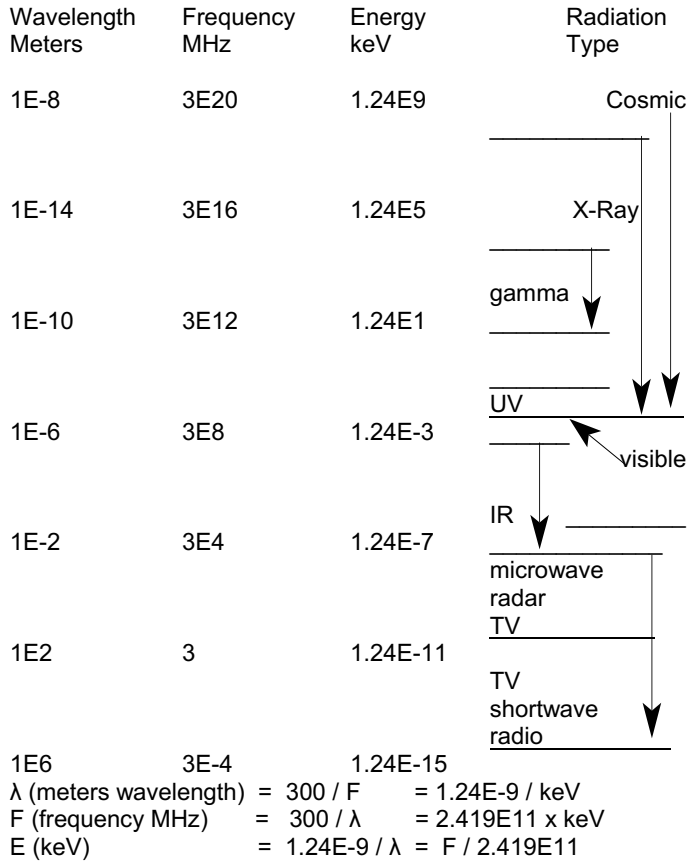 Wavelength Frequency Energy Radiation
Meters MHz keV Type
1E-8 3E20 1.24E9 Cosmic
1E-14 3E16 1.24E5 X-Ray
gamma
1E-10 3E12 1.24E1
UV
1E-6 3E8 1.24E-3
visible
IR
1E-2 3E4 1.24E-7
microwave
radar
TV
1E2 3 1.24E-11
TV
shortwave
radio
1E6 3E-4 1.24E-15
λ (meters wavelength) = 300 / F = 1.24E-9 / keV
F (frequency MHz) = 300 / λ = 2.419E11 x keV
E (keV) = 1.24E-9 / λ = F / 2.419E11